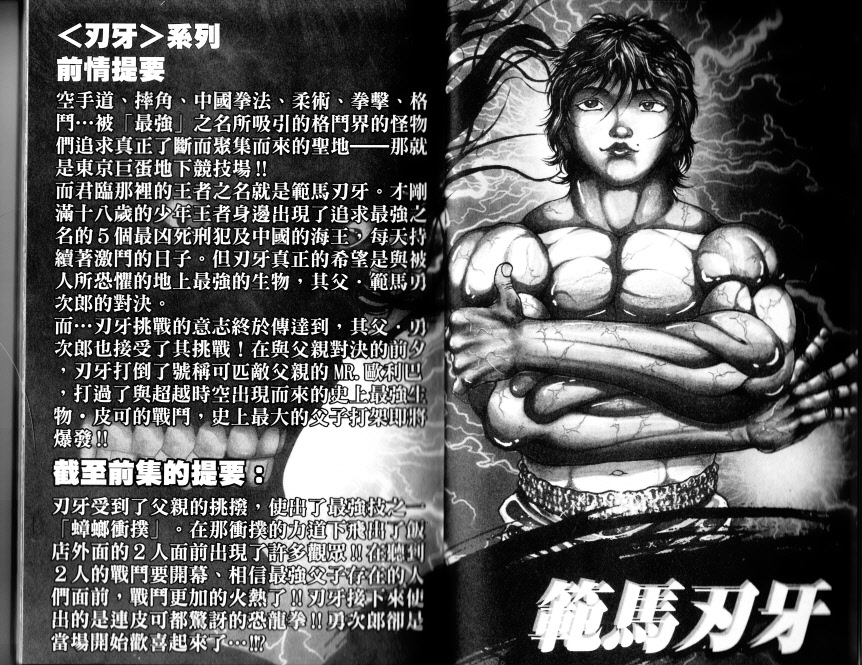 ＜刃牙＞系列
前情提要
空手道、摔角、中國拳法、柔術、拳擊、格
鬥…被「最強」之名所吸引的格鬥界的怪物
們追求真正了斷而聚集而來的聖地——那就
是東京巨蛋地下競技場!!
而君臨那裡的王者之名就是範馬刃牙。才剛
滿十八歲的少年王者身邊出現了追求最強之
名的５個最凶死刑犯及中國的海王，每天持
續著激鬥的日子。但刃牙真正的希望是與被
人所恐懼的地上最強的生物，其父．範馬勇
次郎的對決。
而…刃牙挑戰的意志終於傳達到，其父．勇
次郎也接受了其挑戰！在與父親對決的前夕
，刃牙打倒了號稱可匹敵父親的MR.歐利巴
，打過了與超越時空出現而來的史上最強生
物．皮可的戰鬥，史上最大的父子打架即將
爆發!!
截至前集的提要：
刃牙受到了父親的挑撥，使出了最強技之一
「蟑螂衝撲」。在那衝撲的力道下飛出了飯
店外面的２人面前出現了許多觀眾!!在聽到
２人的戰鬥要開幕、相信最強父子存在的人
們面前，戰鬥更加的火熱了!!刃牙接下來使
出的是連皮可都驚訝的恐龍拳!!勇次郎卻是
當場開始歡喜起來了…!?
範馬刃牙